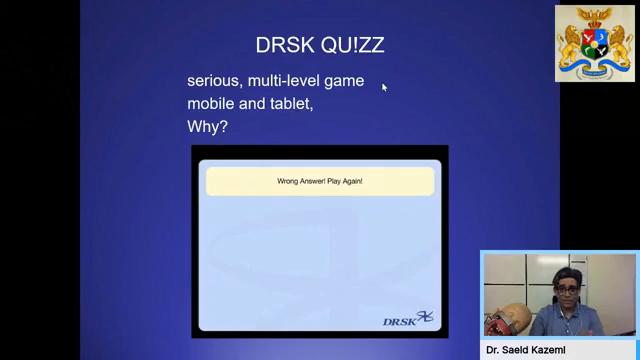 DRSK QU!ZZ
serious, multi-level game
mobile and tablet,
Why?
Wrong Answer! Play Again!
DRSK
Dr. Saeid Kazemi